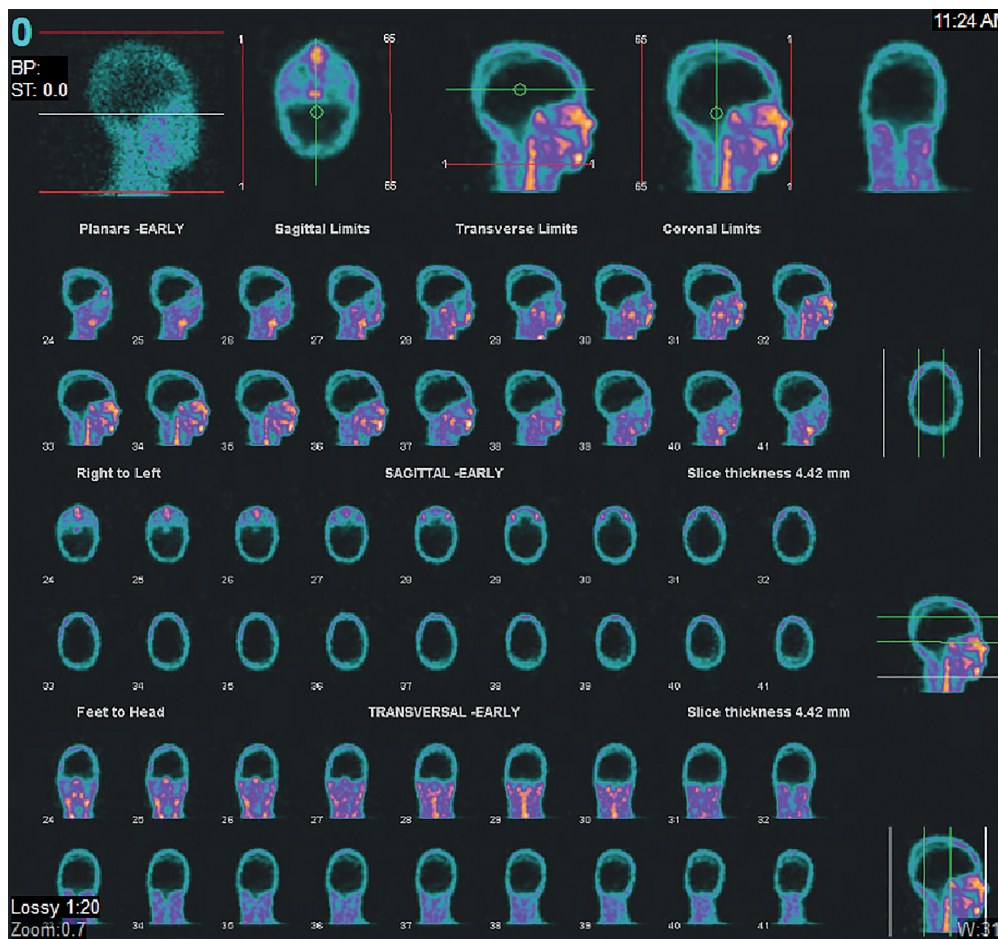 0
11:24 AM
BP:
ST: 0.0
1 65 65 1
1 65 1 1 65 1
Planars -EARLY Sagittal Limits Transverse Limits Coronal Limits
24 25 26 27 28 29 30 31 32
33 34 35 36 37 38 39 40 41
Right to Left SAGITTAL -EARLY Slice thickness 4.42 mm
24 25 26 27 28 29 30 31 32
33 34 35 36 37 38 39 40 41
Feet to Head TRANSVERSAL -EARLY Slice thickness 4.42 mm
24 25 26 27 28 29 30 31 32
Lossy 1:20
34 35 36 37 38 39 40 41
Zoom:0.7 W:31